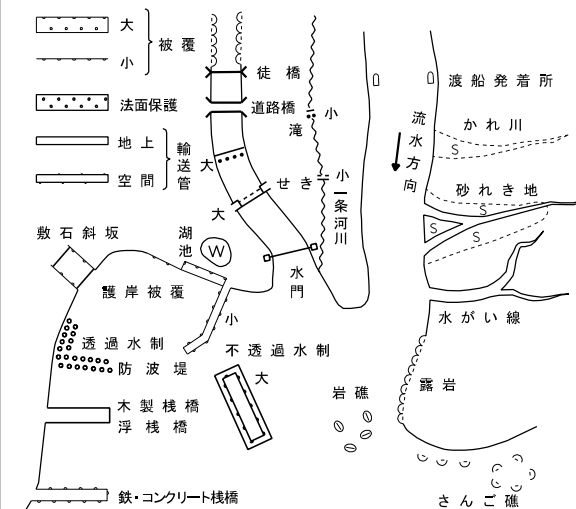 大
被覆
小
法面保護
地上
輸送管
空間
徒橋
道路橋
小
滝
大
せき
小
一条河川
大
渡船発着所
かれ川
流水方向
S
砂れき地
S
S
S
敷石斜坂
湖池
W
護岸被覆
水門
小
水がい線
透過水制
不透過水制
防波堤
大
岩礁
露岩
木製桟橋
浮桟橋
鉄・コンクリート桟橋
さんご礁